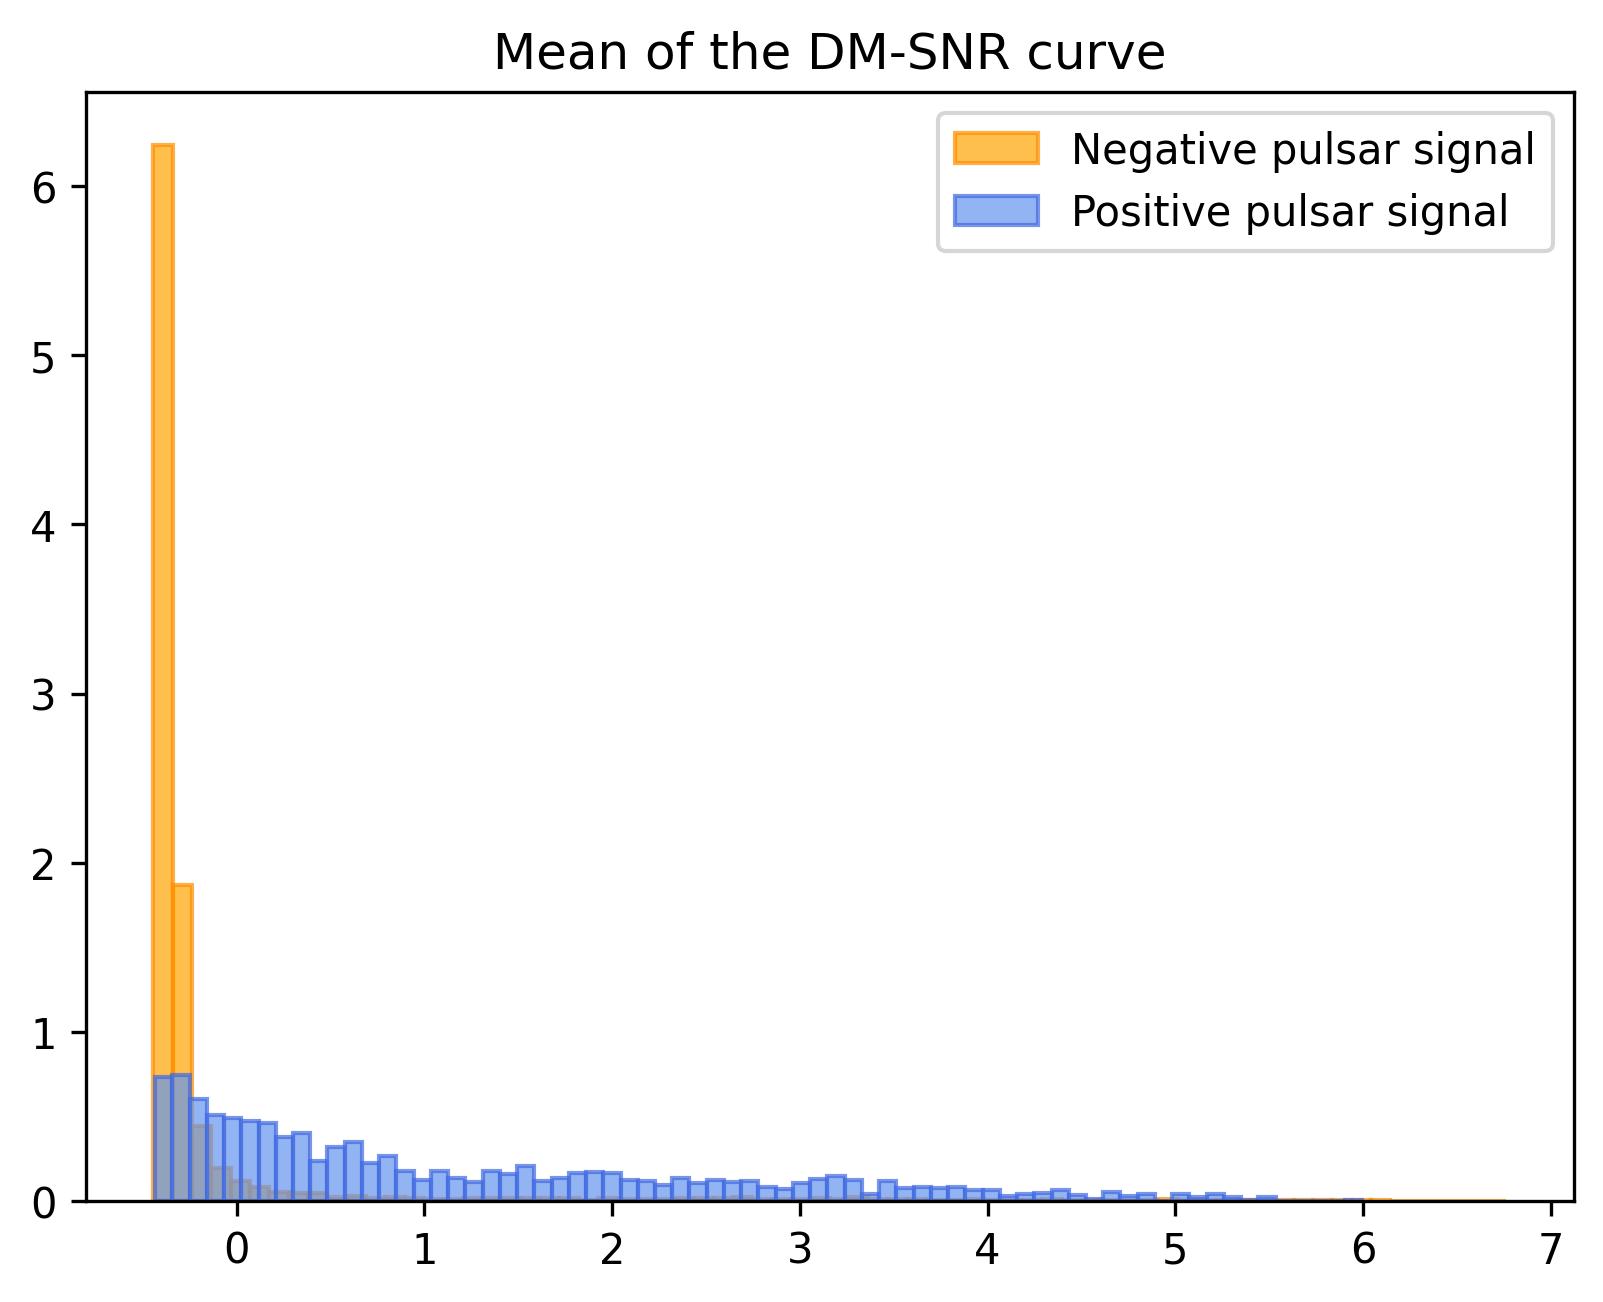 Mean of the DM-SNR curve
Negative pulsar signal
Positive pulsar signal
6
5
4
3
2
1
0
0 1 2 3 4 5 6 7